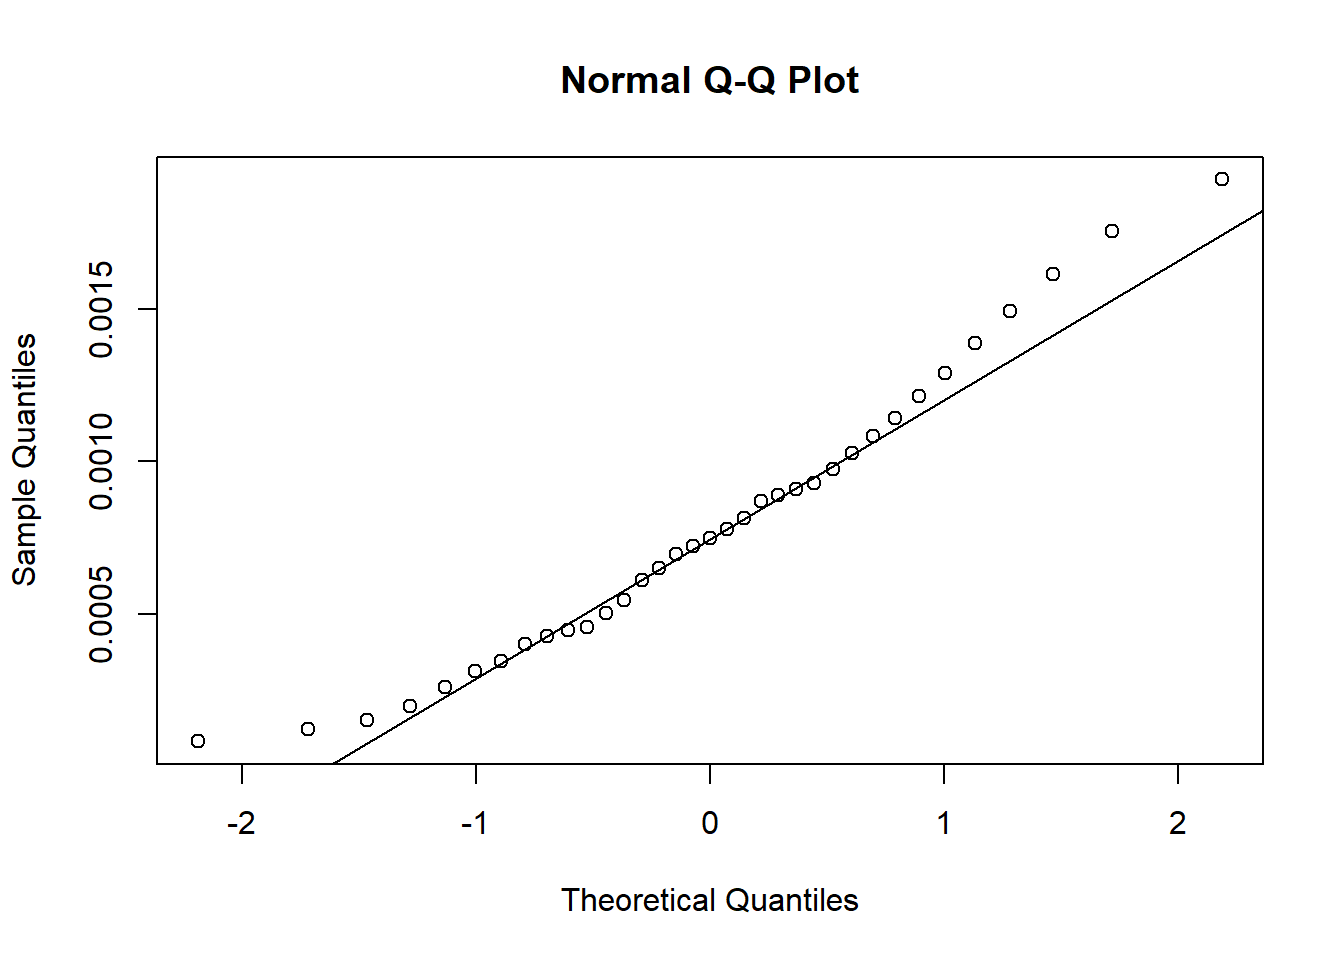 Normal Q-Q Plot
Sample Quantiles
0.0015
0.0010
0.0005
-2 -1 0 1 2
Theoretical Quantiles